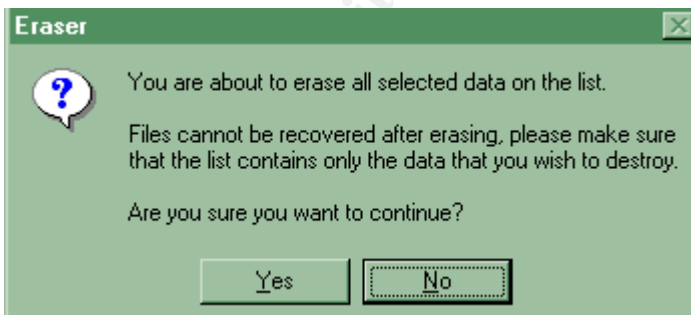 Eraser
You are about to erase all selected data on the list.
Files cannot be recovered after erasing, please make sure
that the list contains only the data that you wish to destroy.
Are you sure you want to continue?
Yes
No